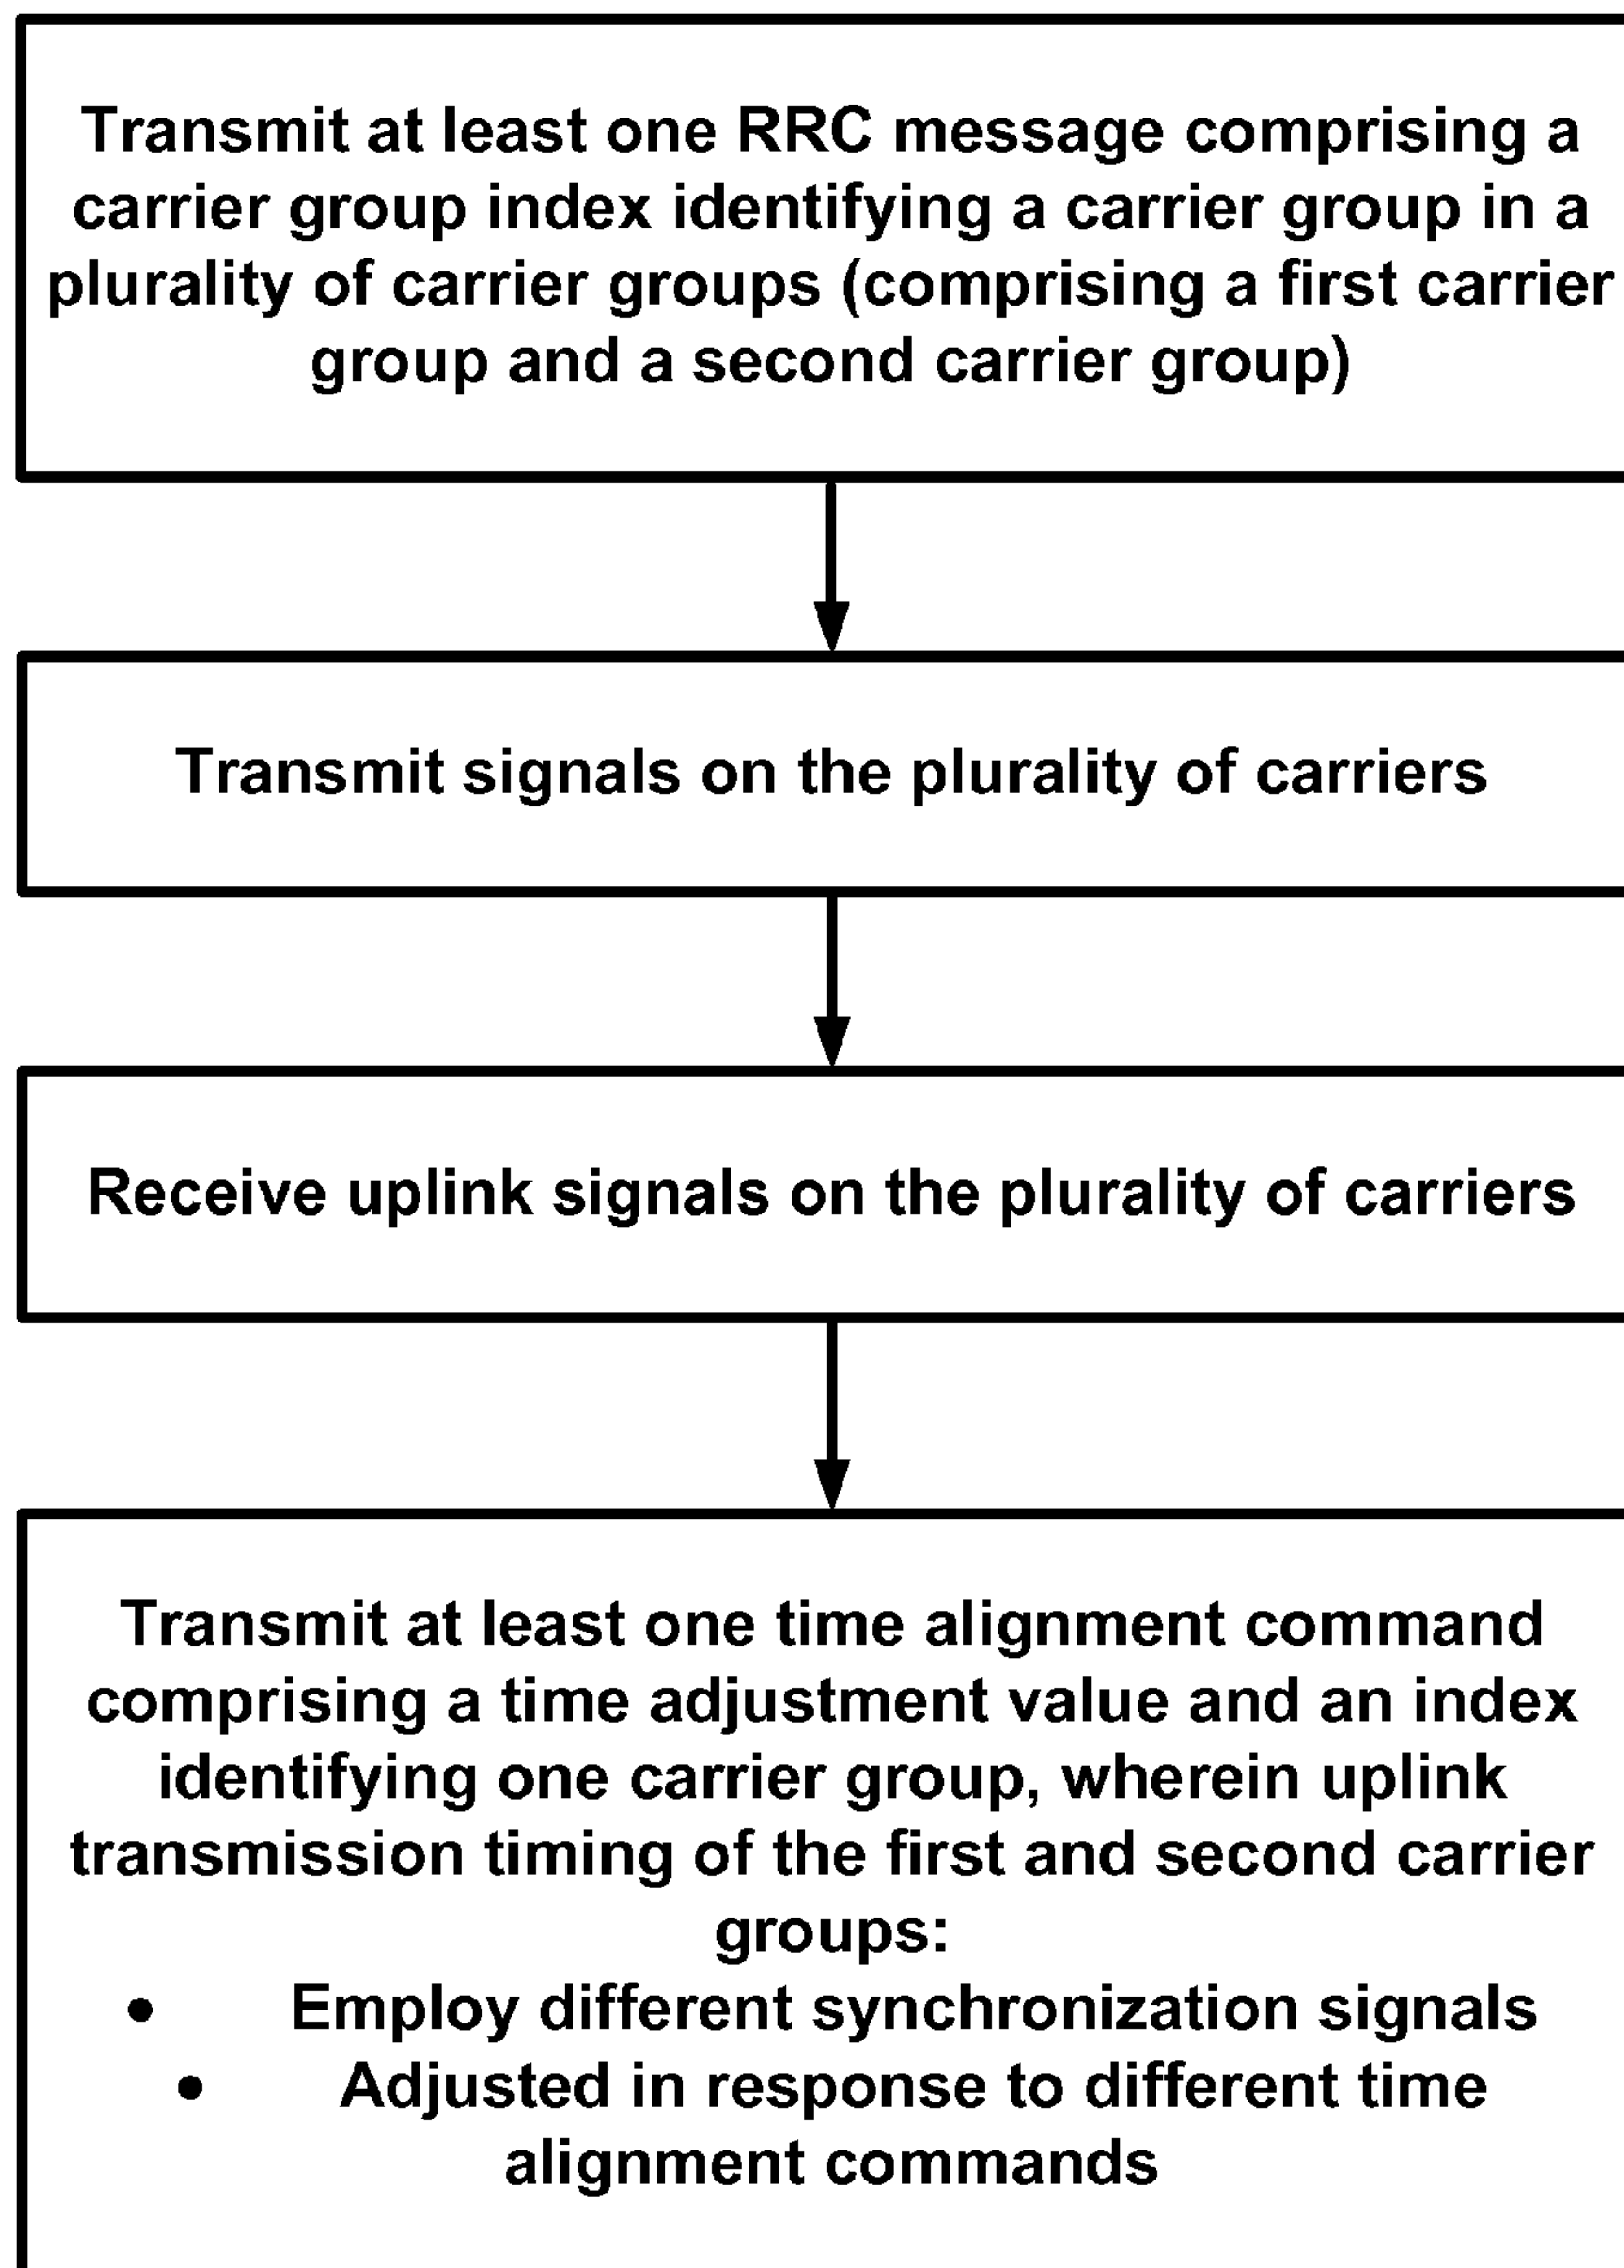 Transmit at least one RRC message comprising a
carrier group index identifying a carrier group in a
plurality of carrier groups (comprising a first carrier
group and a second carrier group)
Transmit signals on the plurality of carriers
Receive uplink signals on the plurality of carriers
Transmit at least one time alignment command
comprising a time adjustment value and an index
identifying one carrier group, wherein uplink
transmission timing of the first and second carrier
groups:
• Employ different synchronization signals
• Adjusted in response to different time
alignment commands